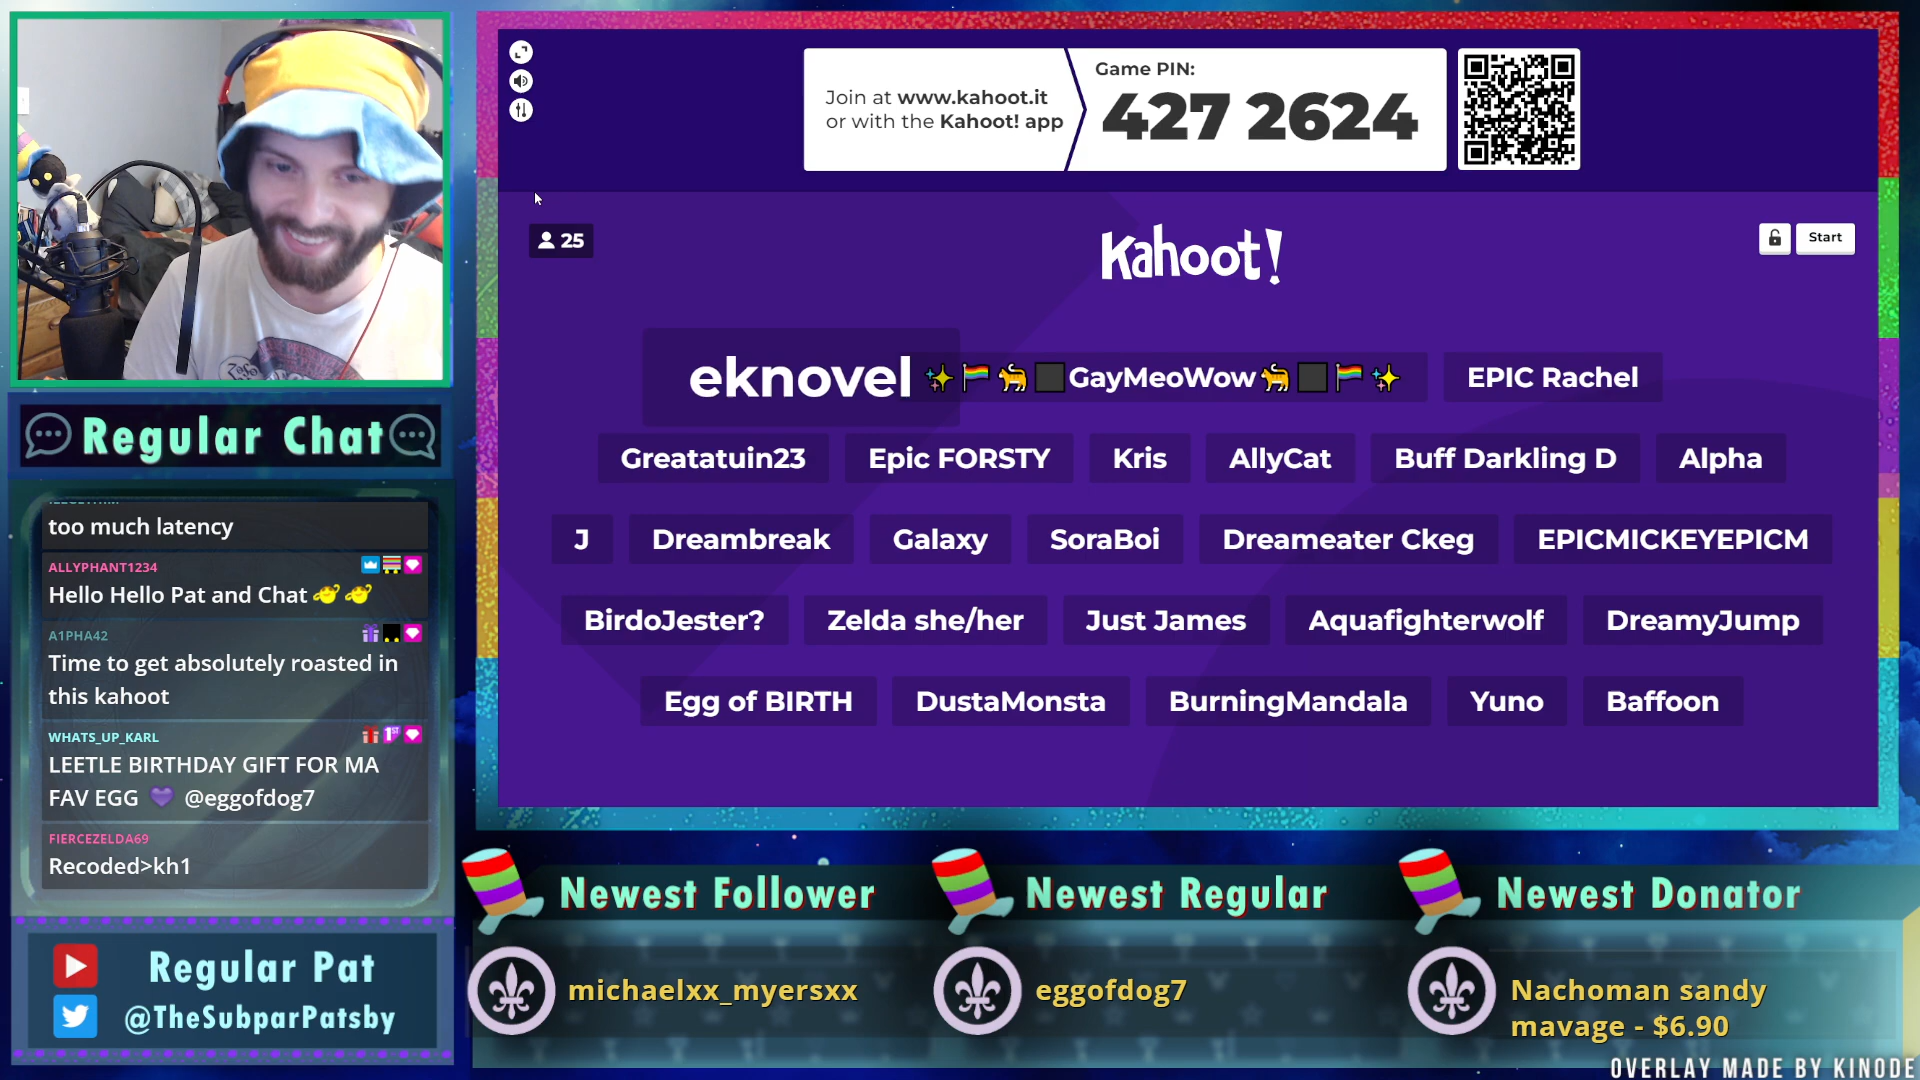 Regular Chat
too much latency
ALLYPHANT1234
Hello Hello Pat and Chat
A1PHA42
Time to get absolutely roasted in
this kahoot
WHATS_UP_KARL
1ST
LEETLE BIRTHDAY GIFT FOR MA
FAV EGG 💜 @eggofdog7
FIERCEZELDA69
Recoded>kh1
Regular Pat
@TheSubparPatsby
Join at www.kahoot.it
or with the Kahoot! app
Game PIN:
427 2624
25
Kahoot!
Start
eknovel ✨🏳️‍🌈🐈⬛GayMeoWow🐈⬛🏳️‍🌈✨ EPIC Rachel
Greatatuin23 Epic FORSTY Kris AllyCat Buff Darkling D Alpha
J Dreambreak Galaxy SoraBoi Dreameater Ckeg EPICMICKEYEPICM
BirdoJester? Zelda she/her Just James Aquafighterwolf DreamyJump
Egg of BIRTH DustaMonsta BurningMandala Yuno Baffoon
Newest Follower
michaelxx_myersxx
Newest Regular
eggofdog7
Newest Donator
Nachoman sandy
mavage - $6.90
OVERLAY MADE BY KINODE